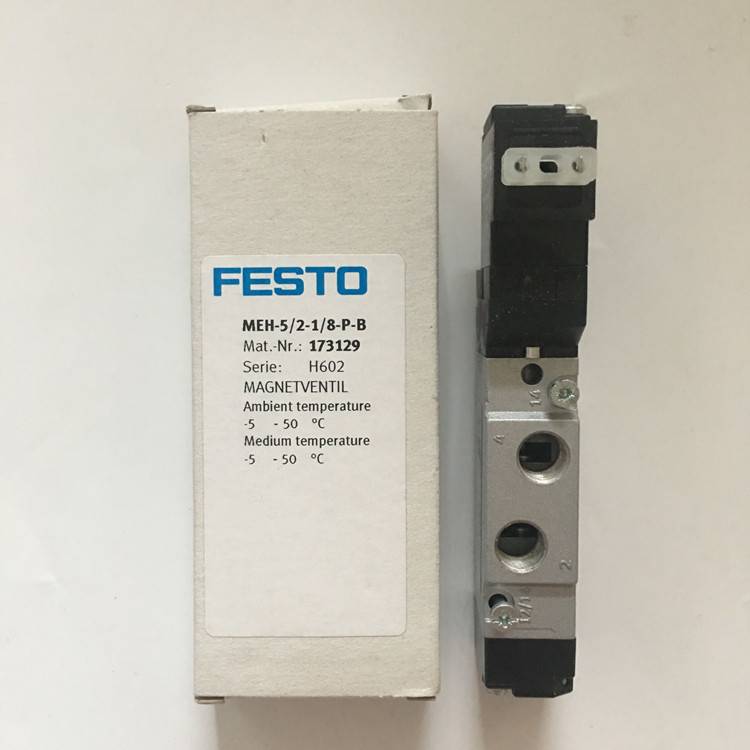 FESTO
MEH-5/2-1/8-P-B
Mat.-Nr.: 173129
Serie: H602
MAGNETVENTIL
Ambient temperature
-5 - 50 °C
Medium temperature
-5 - 50 °C
14
4
2
12/14